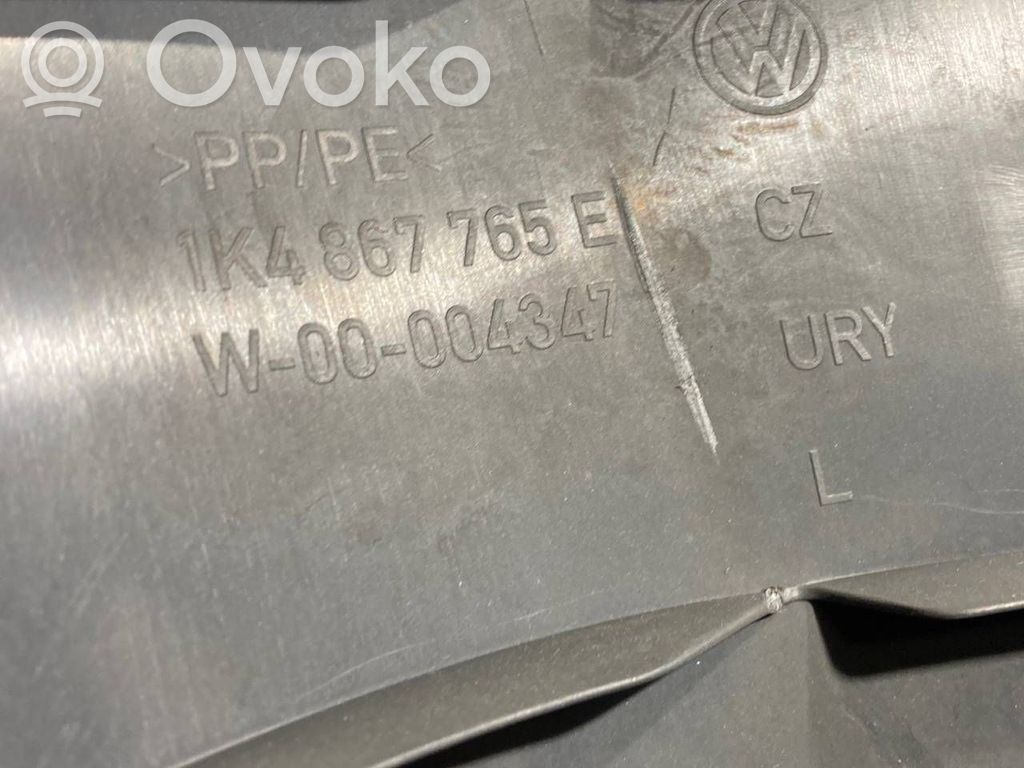 Ovoko
>PP/PE<
1K4 867 765 E
W-00-004347
CZ
URY
L